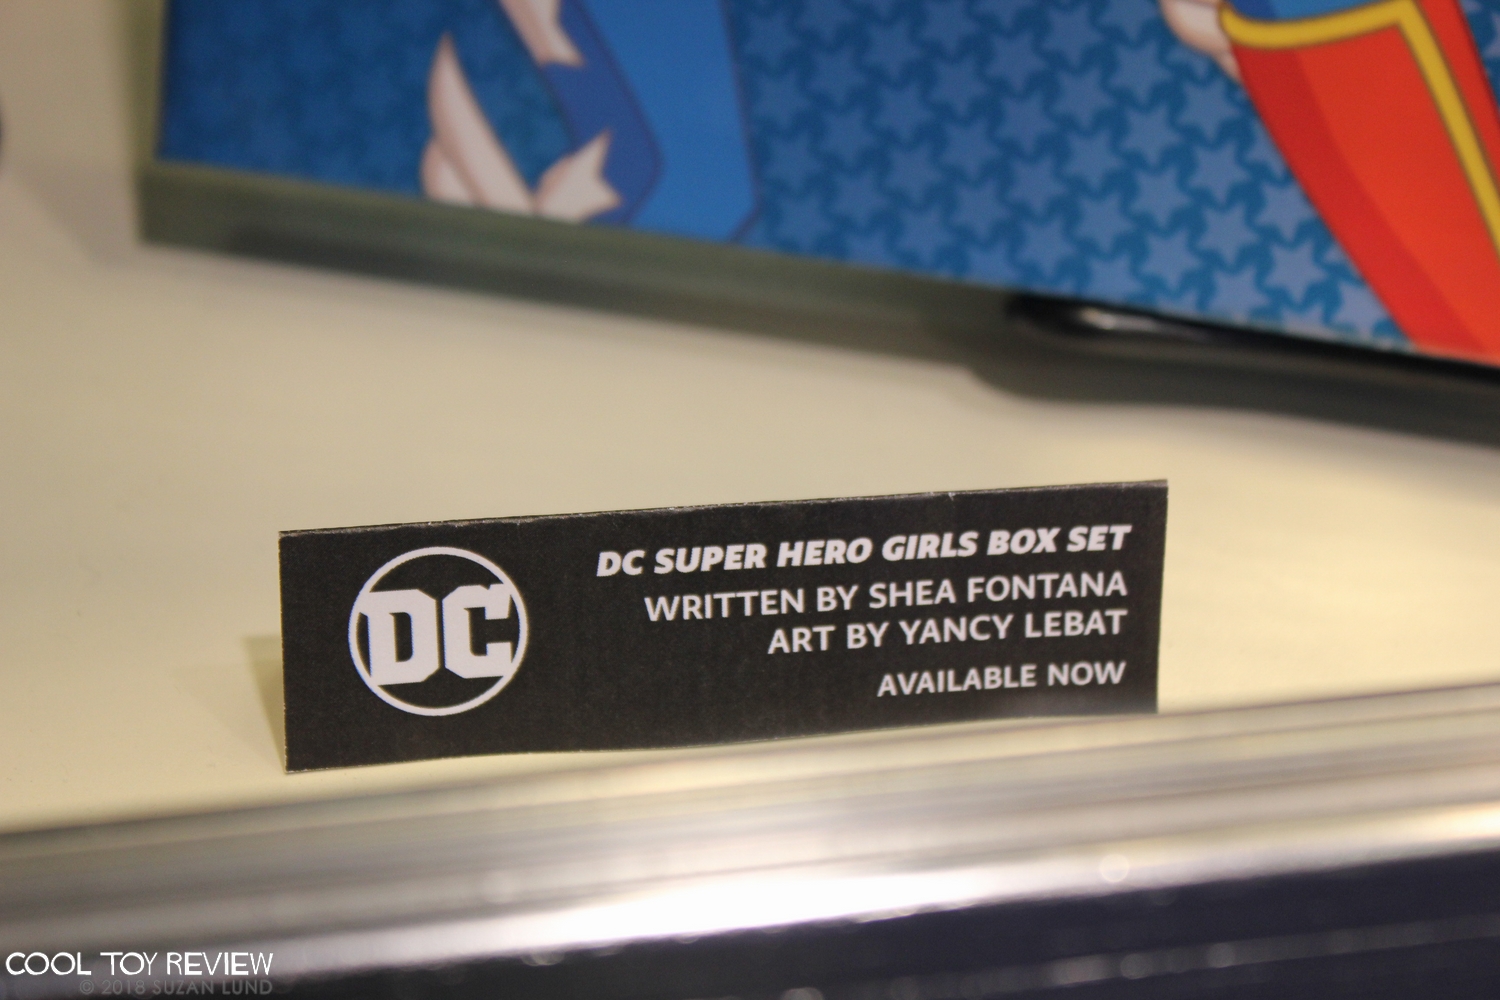 DC
DC SUPER HERO GIRLS BOX SET
WRITTEN BY SHEA FONTANA
ART BY YANCY LEBAT
AVAILABLE NOW
COOL TOY REVIEW
© 2018 SUZAN LUND